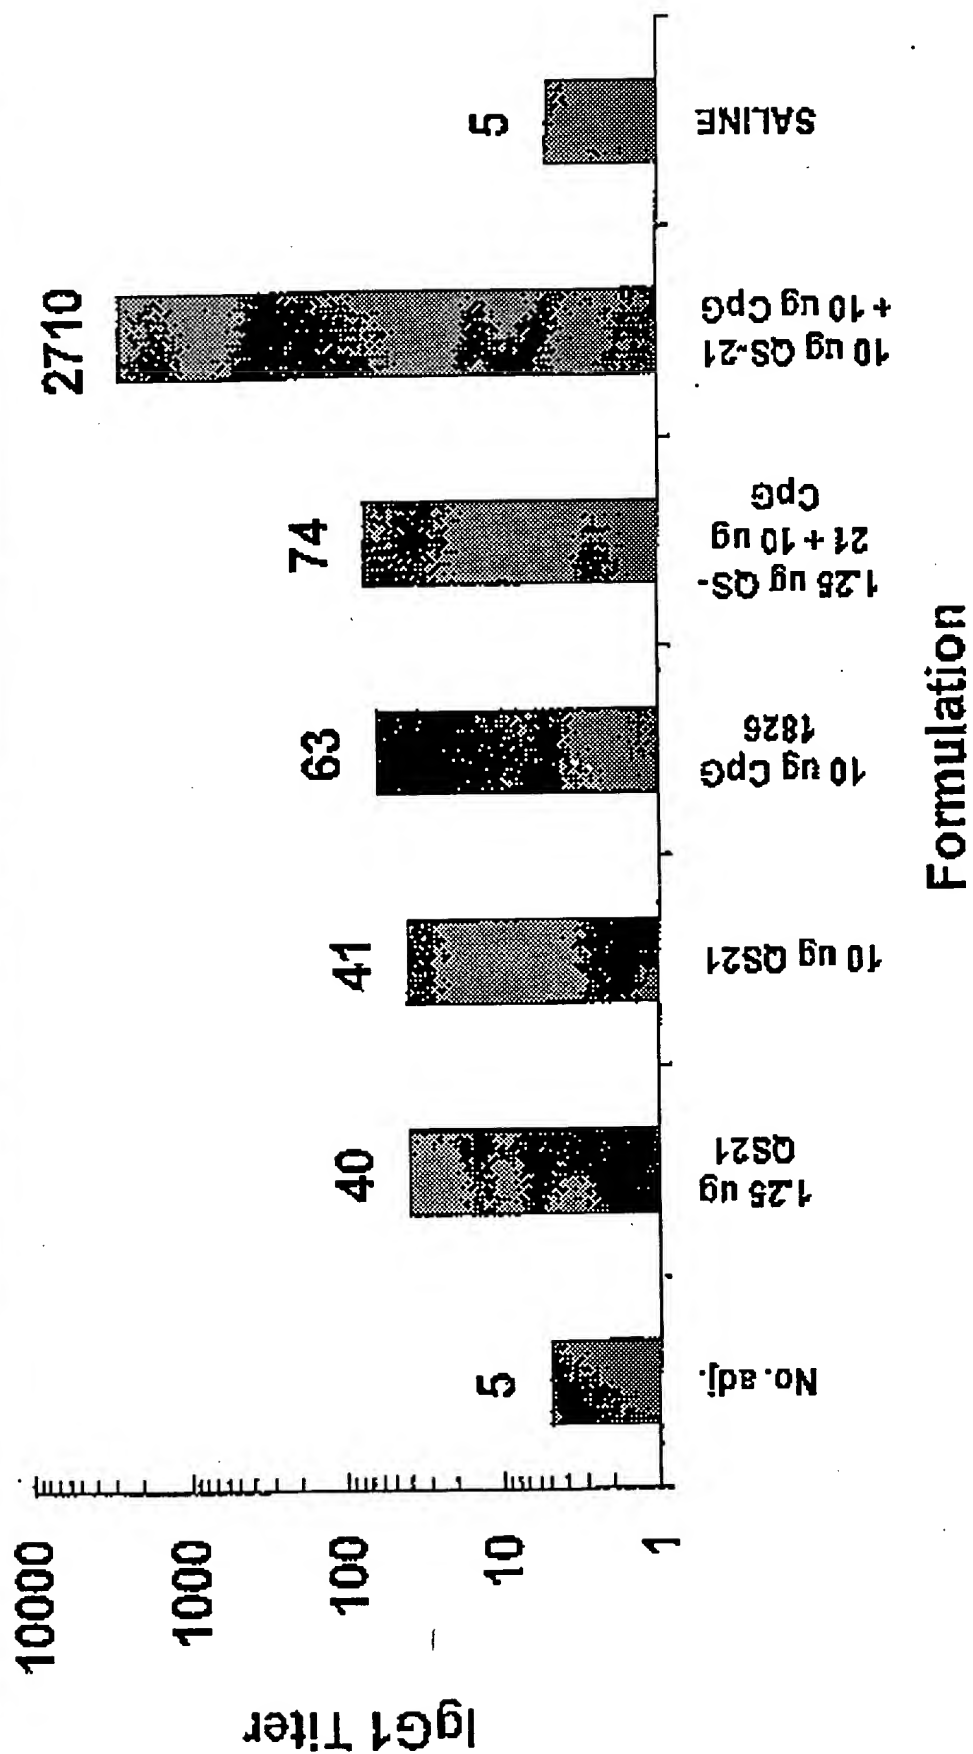 IgG1 Titer
10000
1000
100
10
1
5
40
41
63
74
2710
5
No. adj.
1.25 ug
QS21
10 ug QS21
10 ug CpG
1826
1.25 ug QS-
21 + 10 ug
CpG
10 ug QS-21
+ 10 ug CpG
SALINE
Formulation